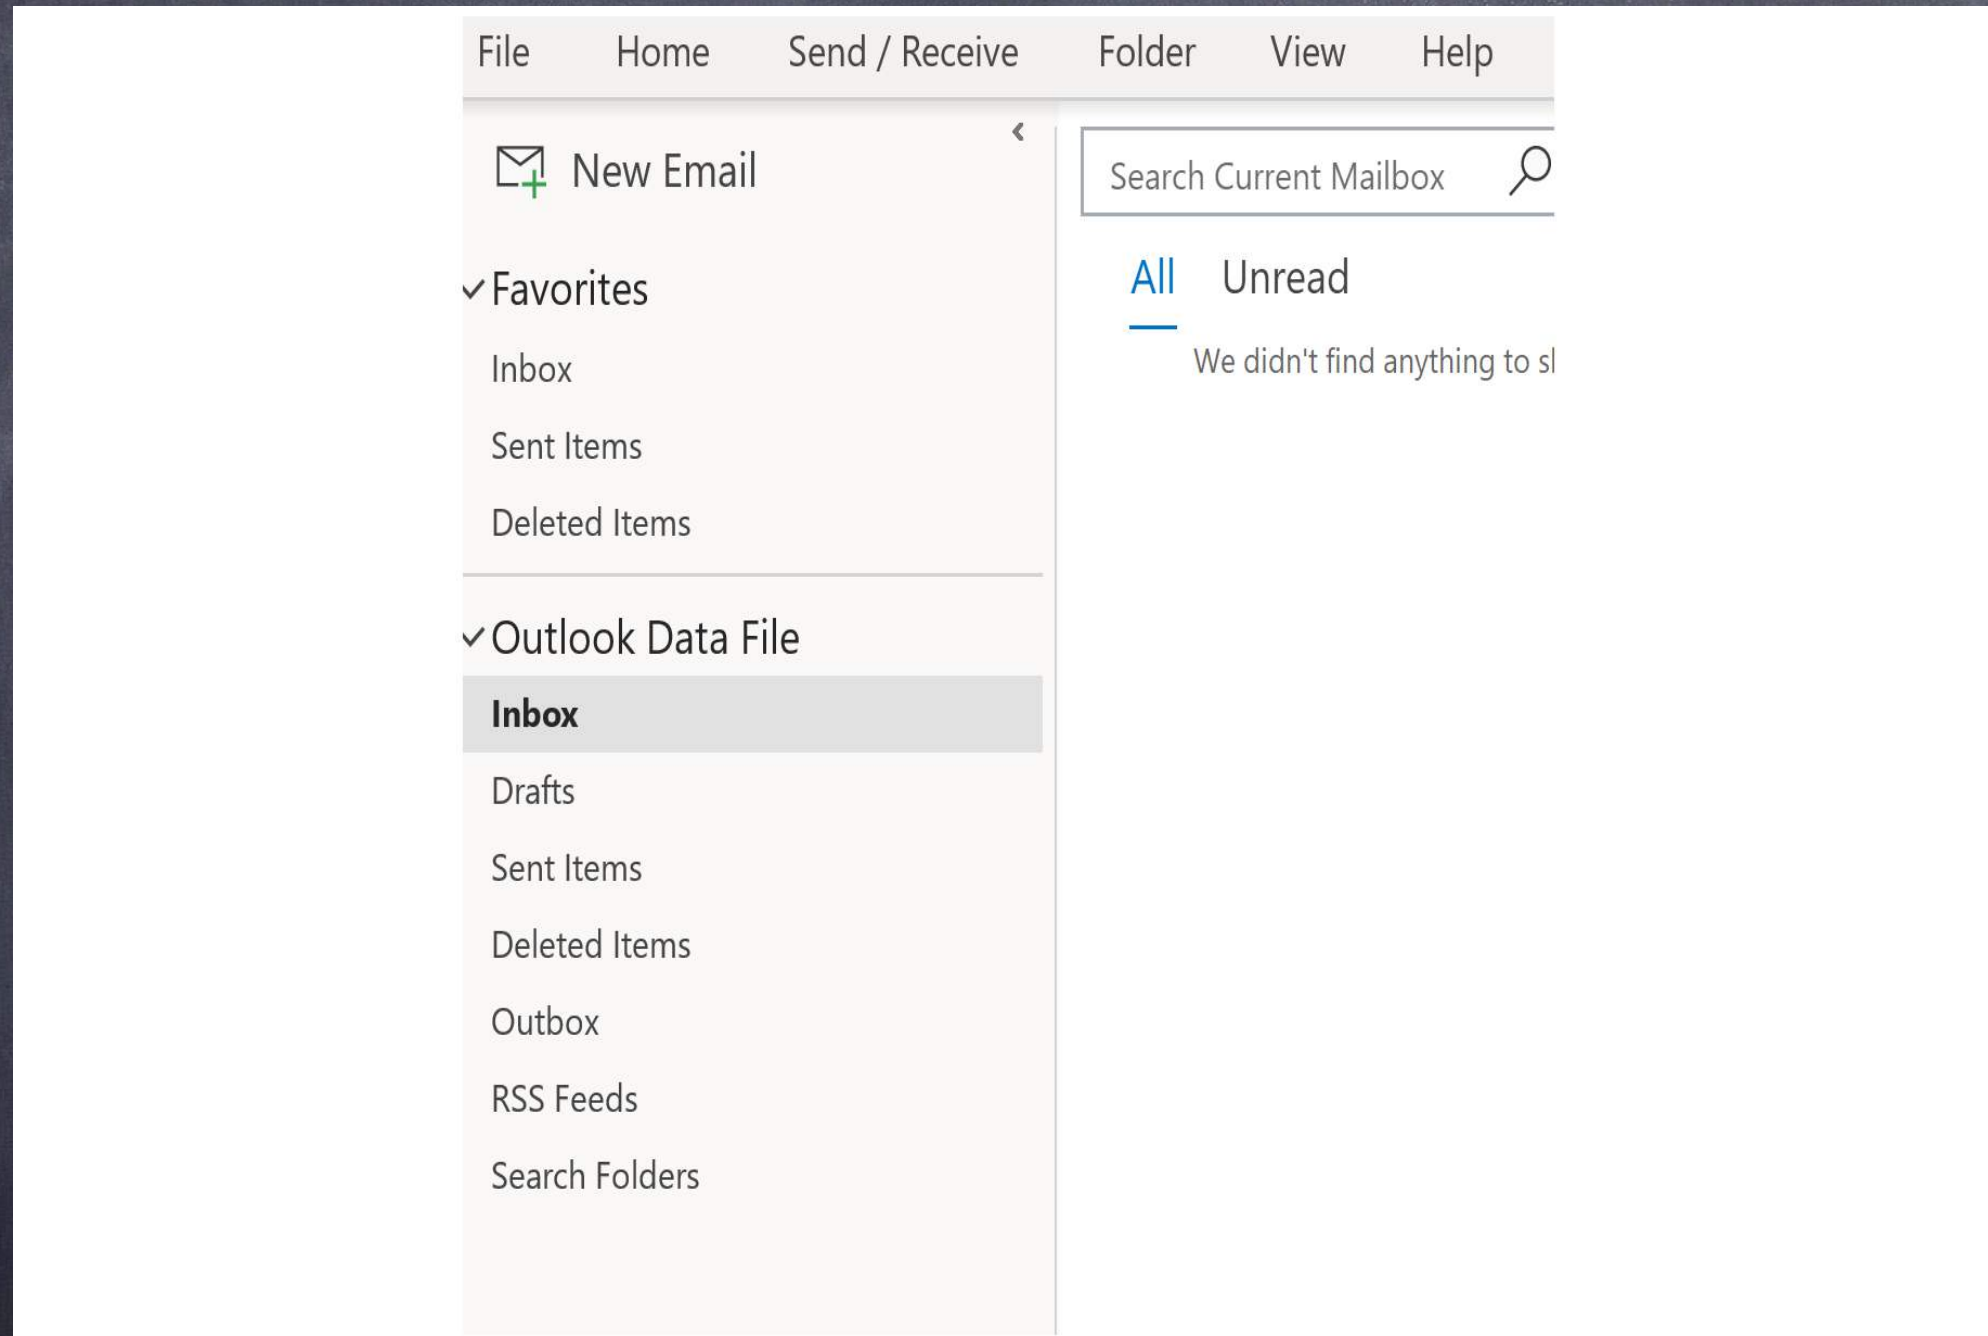 File Home Send / Receive Folder View Help
New Email
Search Current Mailbox
Favorites
Inbox
Sent Items
Deleted Items
Outlook Data File
Inbox
Drafts
Sent Items
Deleted Items
Outbox
RSS Feeds
Search Folders
All Unread
We didn't find anything to